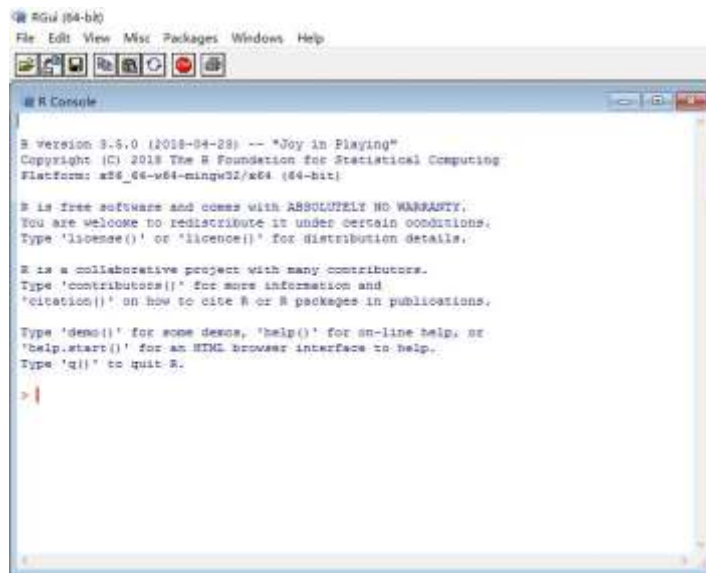 RGui (64-bit)
File Edit View Misc Packages Windows Help
R Console
R version 3.5.0 (2018-04-23) -- "Joy in Playing"
Copyright (C) 2018 The R Foundation for Statistical Computing
Platform: x86_64-w64-mingw32/x64 (64-bit)
R is free software and comes with ABSOLUTELY NO WARRANTY.
You are welcome to redistribute it under certain conditions.
Type 'license()' or 'licence()' for distribution details.
R is a collaborative project with many contributors.
Type 'contributors()' for more information and
'citation()' on how to cite R or R packages in publications.
Type 'demo()' for some demos, 'help()' for on-line help, or
'help.start()' for an HTML browser interface to help.
Type 'q()' to quit R.
>